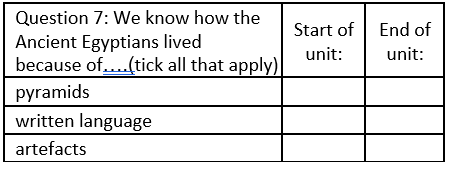 Question 7: We know how the
Ancient Egyptians lived
because of....(tick all that apply)
Start of
unit:
End of
unit:
pyramids
written language
artefacts